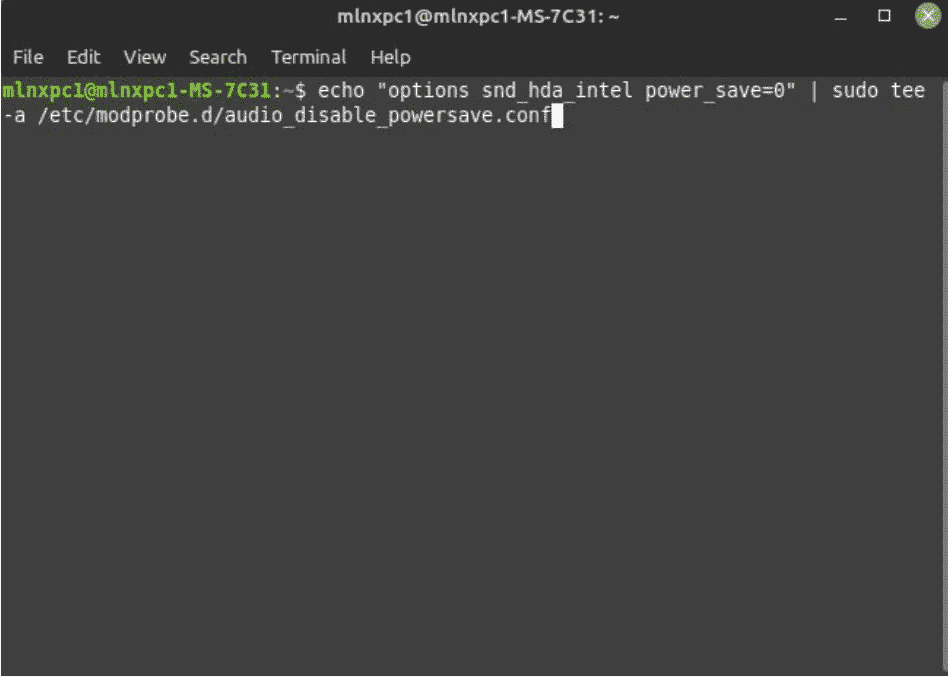 mlnxpc1@mlnxpc1-MS-7C31: ~
File Edit View Search Terminal Help
mlnxpc1@mlnxpc1-MS-7C31:~$ echo "options snd_hda_intel power_save=0" | sudo tee
-a /etc/modprobe.d/audio_disable_powersave.conf